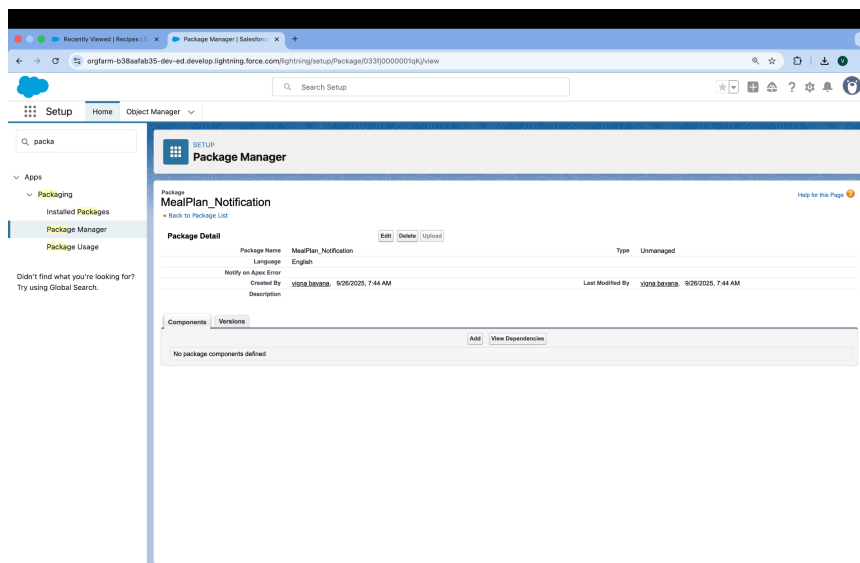 Recently Viewed | Recipes | S
Package Manager | Salesforce
orgfarm-b38aafab35-dev-ed.develop.lightning.force.com/lightning/setup/Package/033fj0000001qKj/view
V
Search Setup
Setup
Home
Object Manager
packa
SETUP
Package Manager
Apps
Packaging
Installed Packages
Package Manager
Package Usage
Didn't find what you're looking for?
Try using Global Search.
Package
MealPlan_Notification
Help for this Page
« Back to Package List
Package Detail
Edit Delete Upload
Package Name MealPlan_Notification Type Unmanaged
Language English
Notify on Apex Error
Created By vigna bavana, 9/26/2025, 7:44 AM Last Modified By vigna bavana, 9/26/2025, 7:44 AM
Description
Components Versions
Add View Dependencies
No package components defined